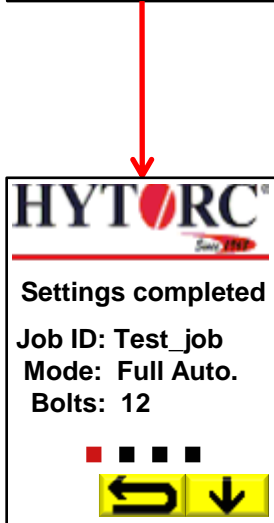 HYTORC®
Since 1968
Settings completed
Job ID: Test_job
Mode: Full Auto.
Bolts: 12